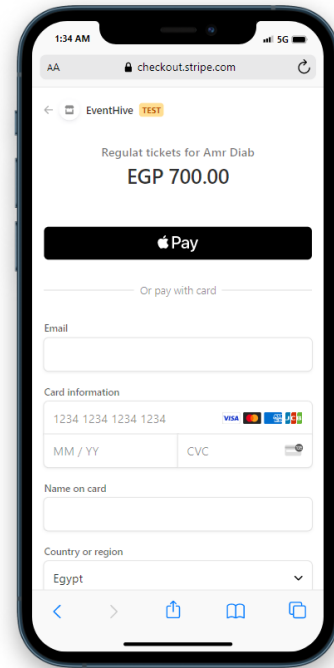 1:34 AM 5G
AA checkout.stripe.com
EventHive TEST
Regulat tickets for Amr Diab
EGP 700.00
Pay
Or pay with card
Email
Card information
1234 1234 1234 1234 VISA JCB
MM / YY CVC
Name on card
Country or region
Egypt